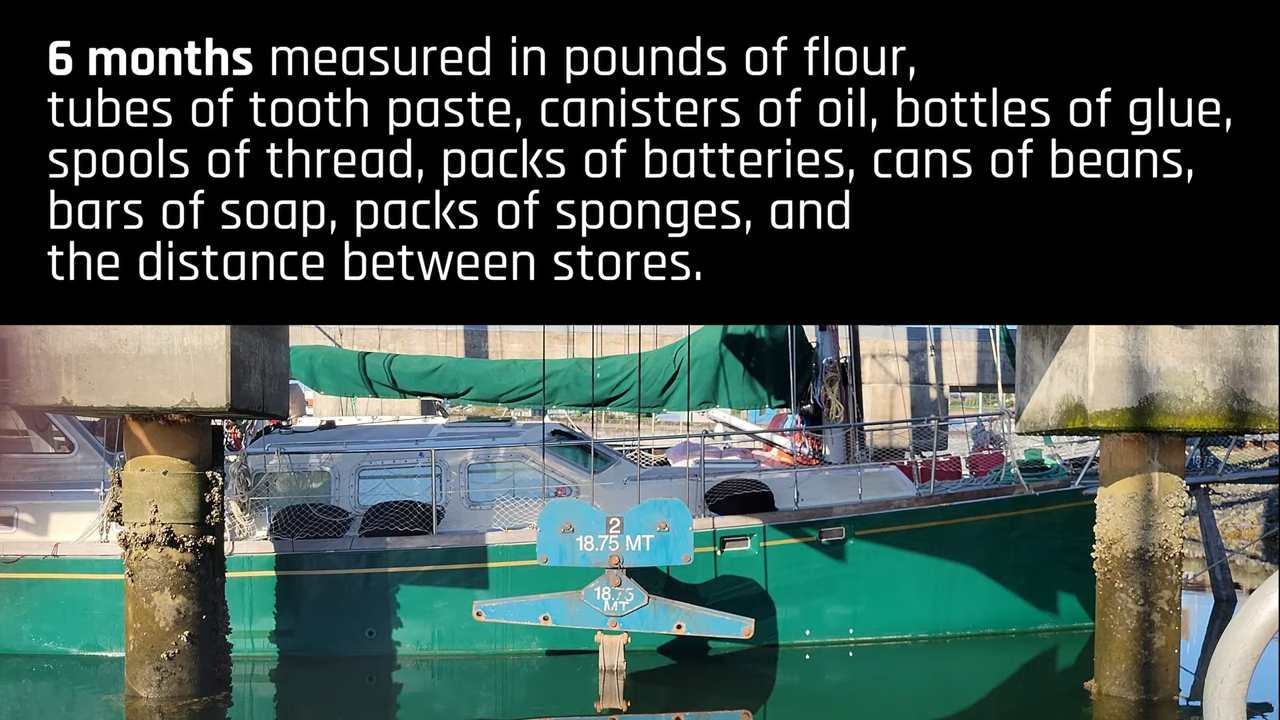 6 months measured in pounds of flour,
tubes of tooth paste, canisters of oil, bottles of glue,
spools of thread, packs of batteries, cans of beans,
bars of soap, packs of sponges, and
the distance between stores.
2
18.75 MT
18.75
MT